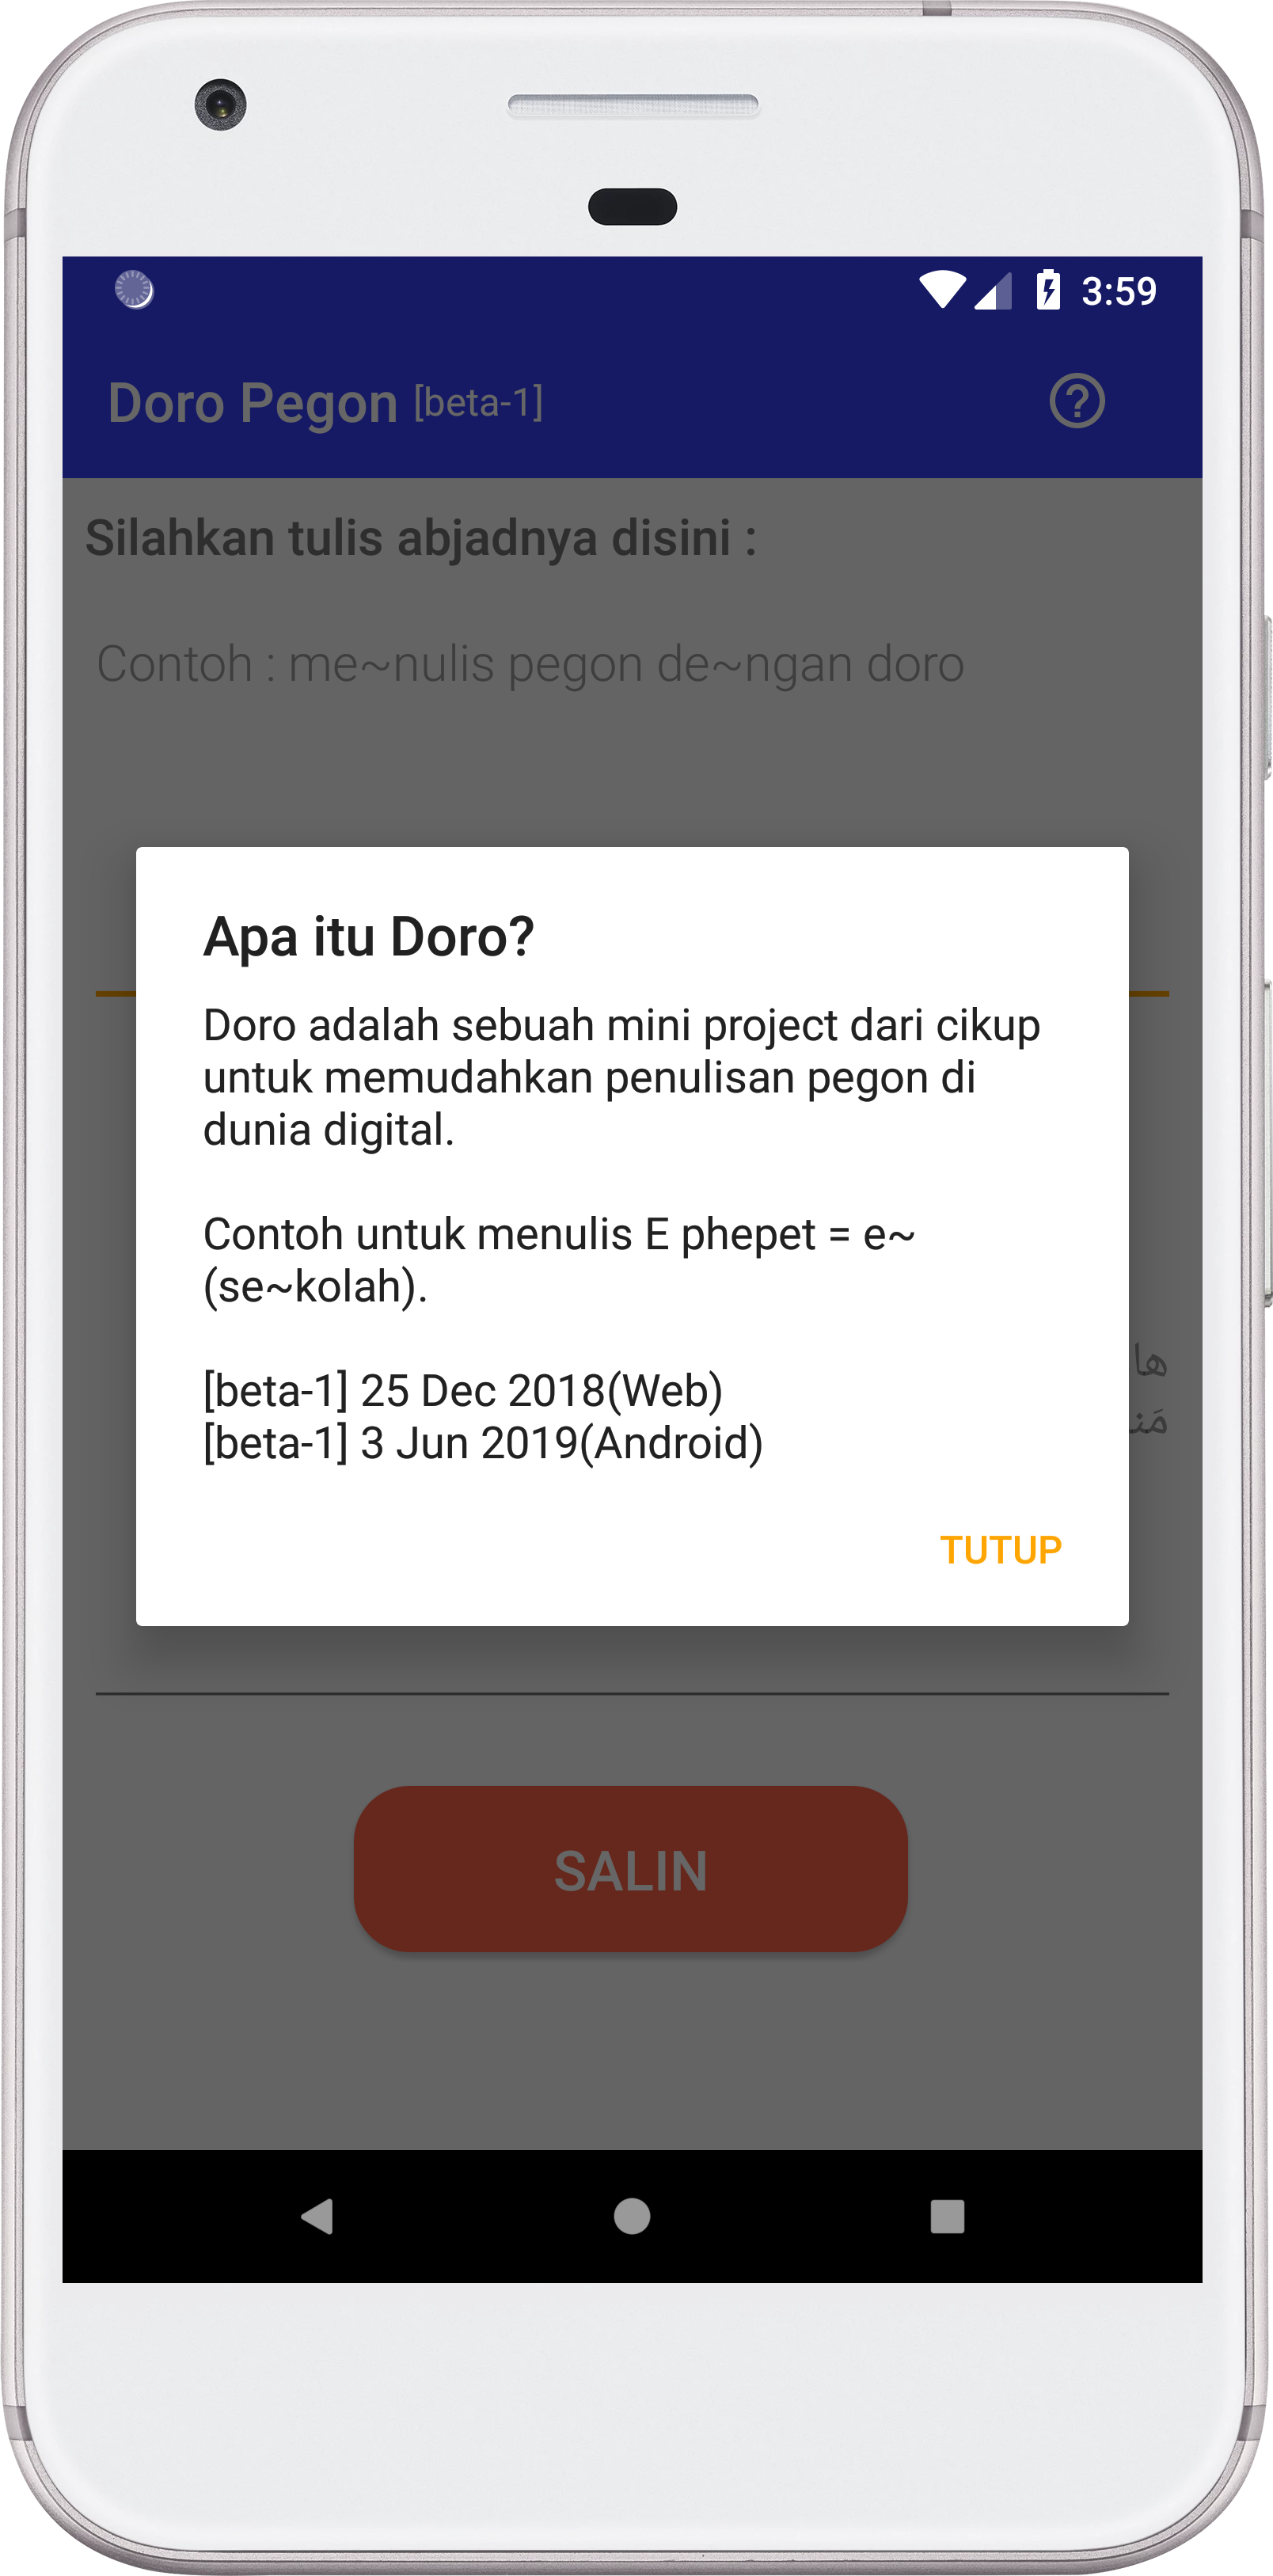 3:59
Doro Pegon [beta-1]
Silahkan tulis abjadnya disini :
Contoh : me~nulis pegon de~ngan doro
Apa itu Doro?
Doro adalah sebuah mini project dari cikup
untuk memudahkan penulisan pegon di
dunia digital.
Contoh untuk menulis E phepet = e~
(se~kolah).
[beta-1] 25 Dec 2018(Web)
[beta-1] 3 Jun 2019(Android)
TUTUP
SALIN